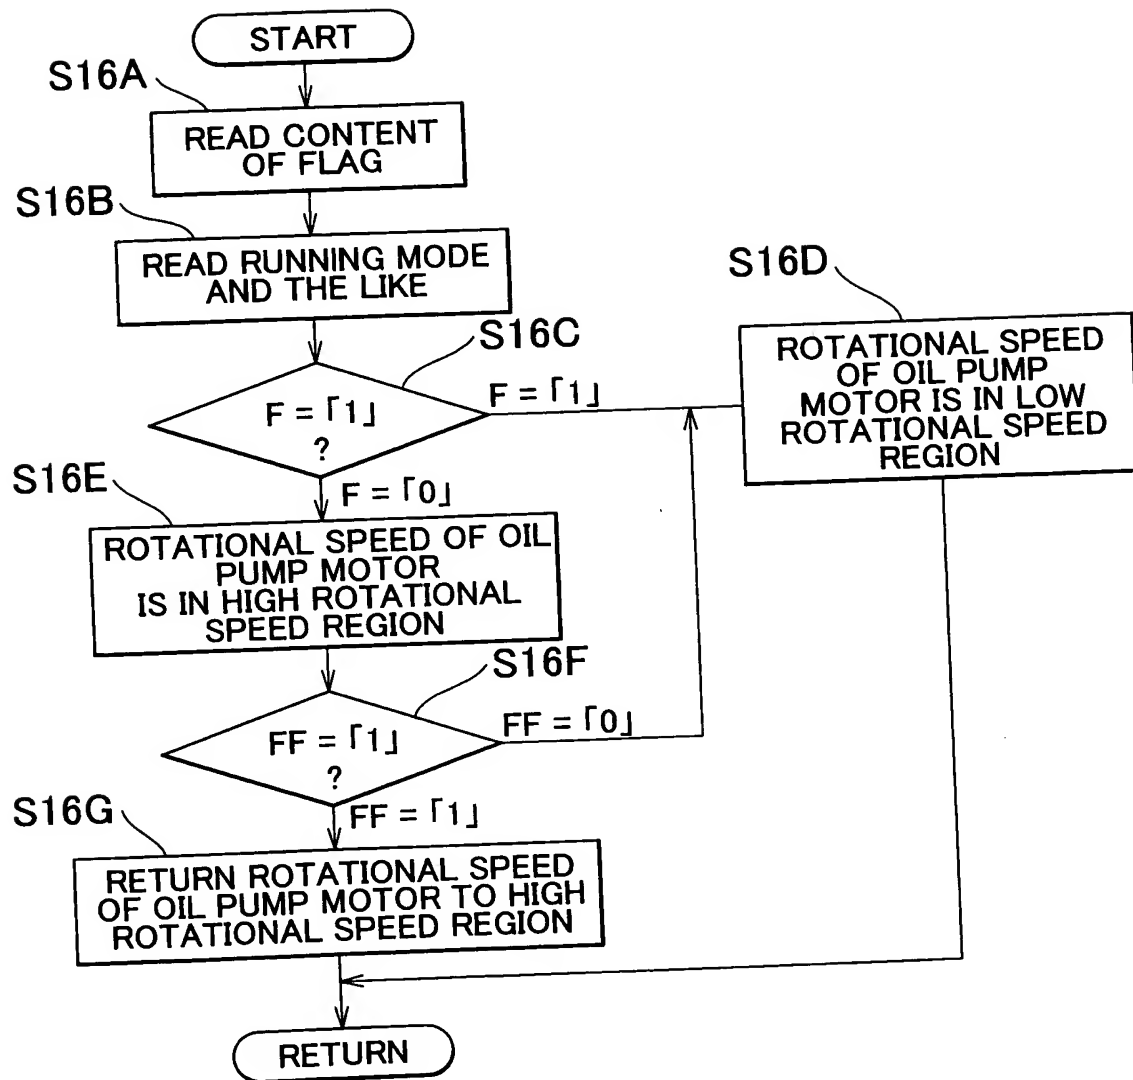 START
S16A
READ CONTENT
OF FLAG
S16B
READ RUNNING MODE
AND THE LIKE
S16C
F=「1」
?
F=「1」
S16D
ROTATIONAL SPEED
OF OIL PUMP
MOTOR IS IN LOW
ROTATIONAL SPEED
REGION
F=「0」
S16E
ROTATIONAL SPEED OF OIL
PUMP MOTOR
IS IN HIGH ROTATIONAL
SPEED REGION
S16F
FF=「1」
?
FF=「0」
FF=「1」
S16G
RETURN ROTATIONAL SPEED
OF OIL PUMP MOTOR TO HIGH
ROTATIONAL SPEED REGION
RETURN